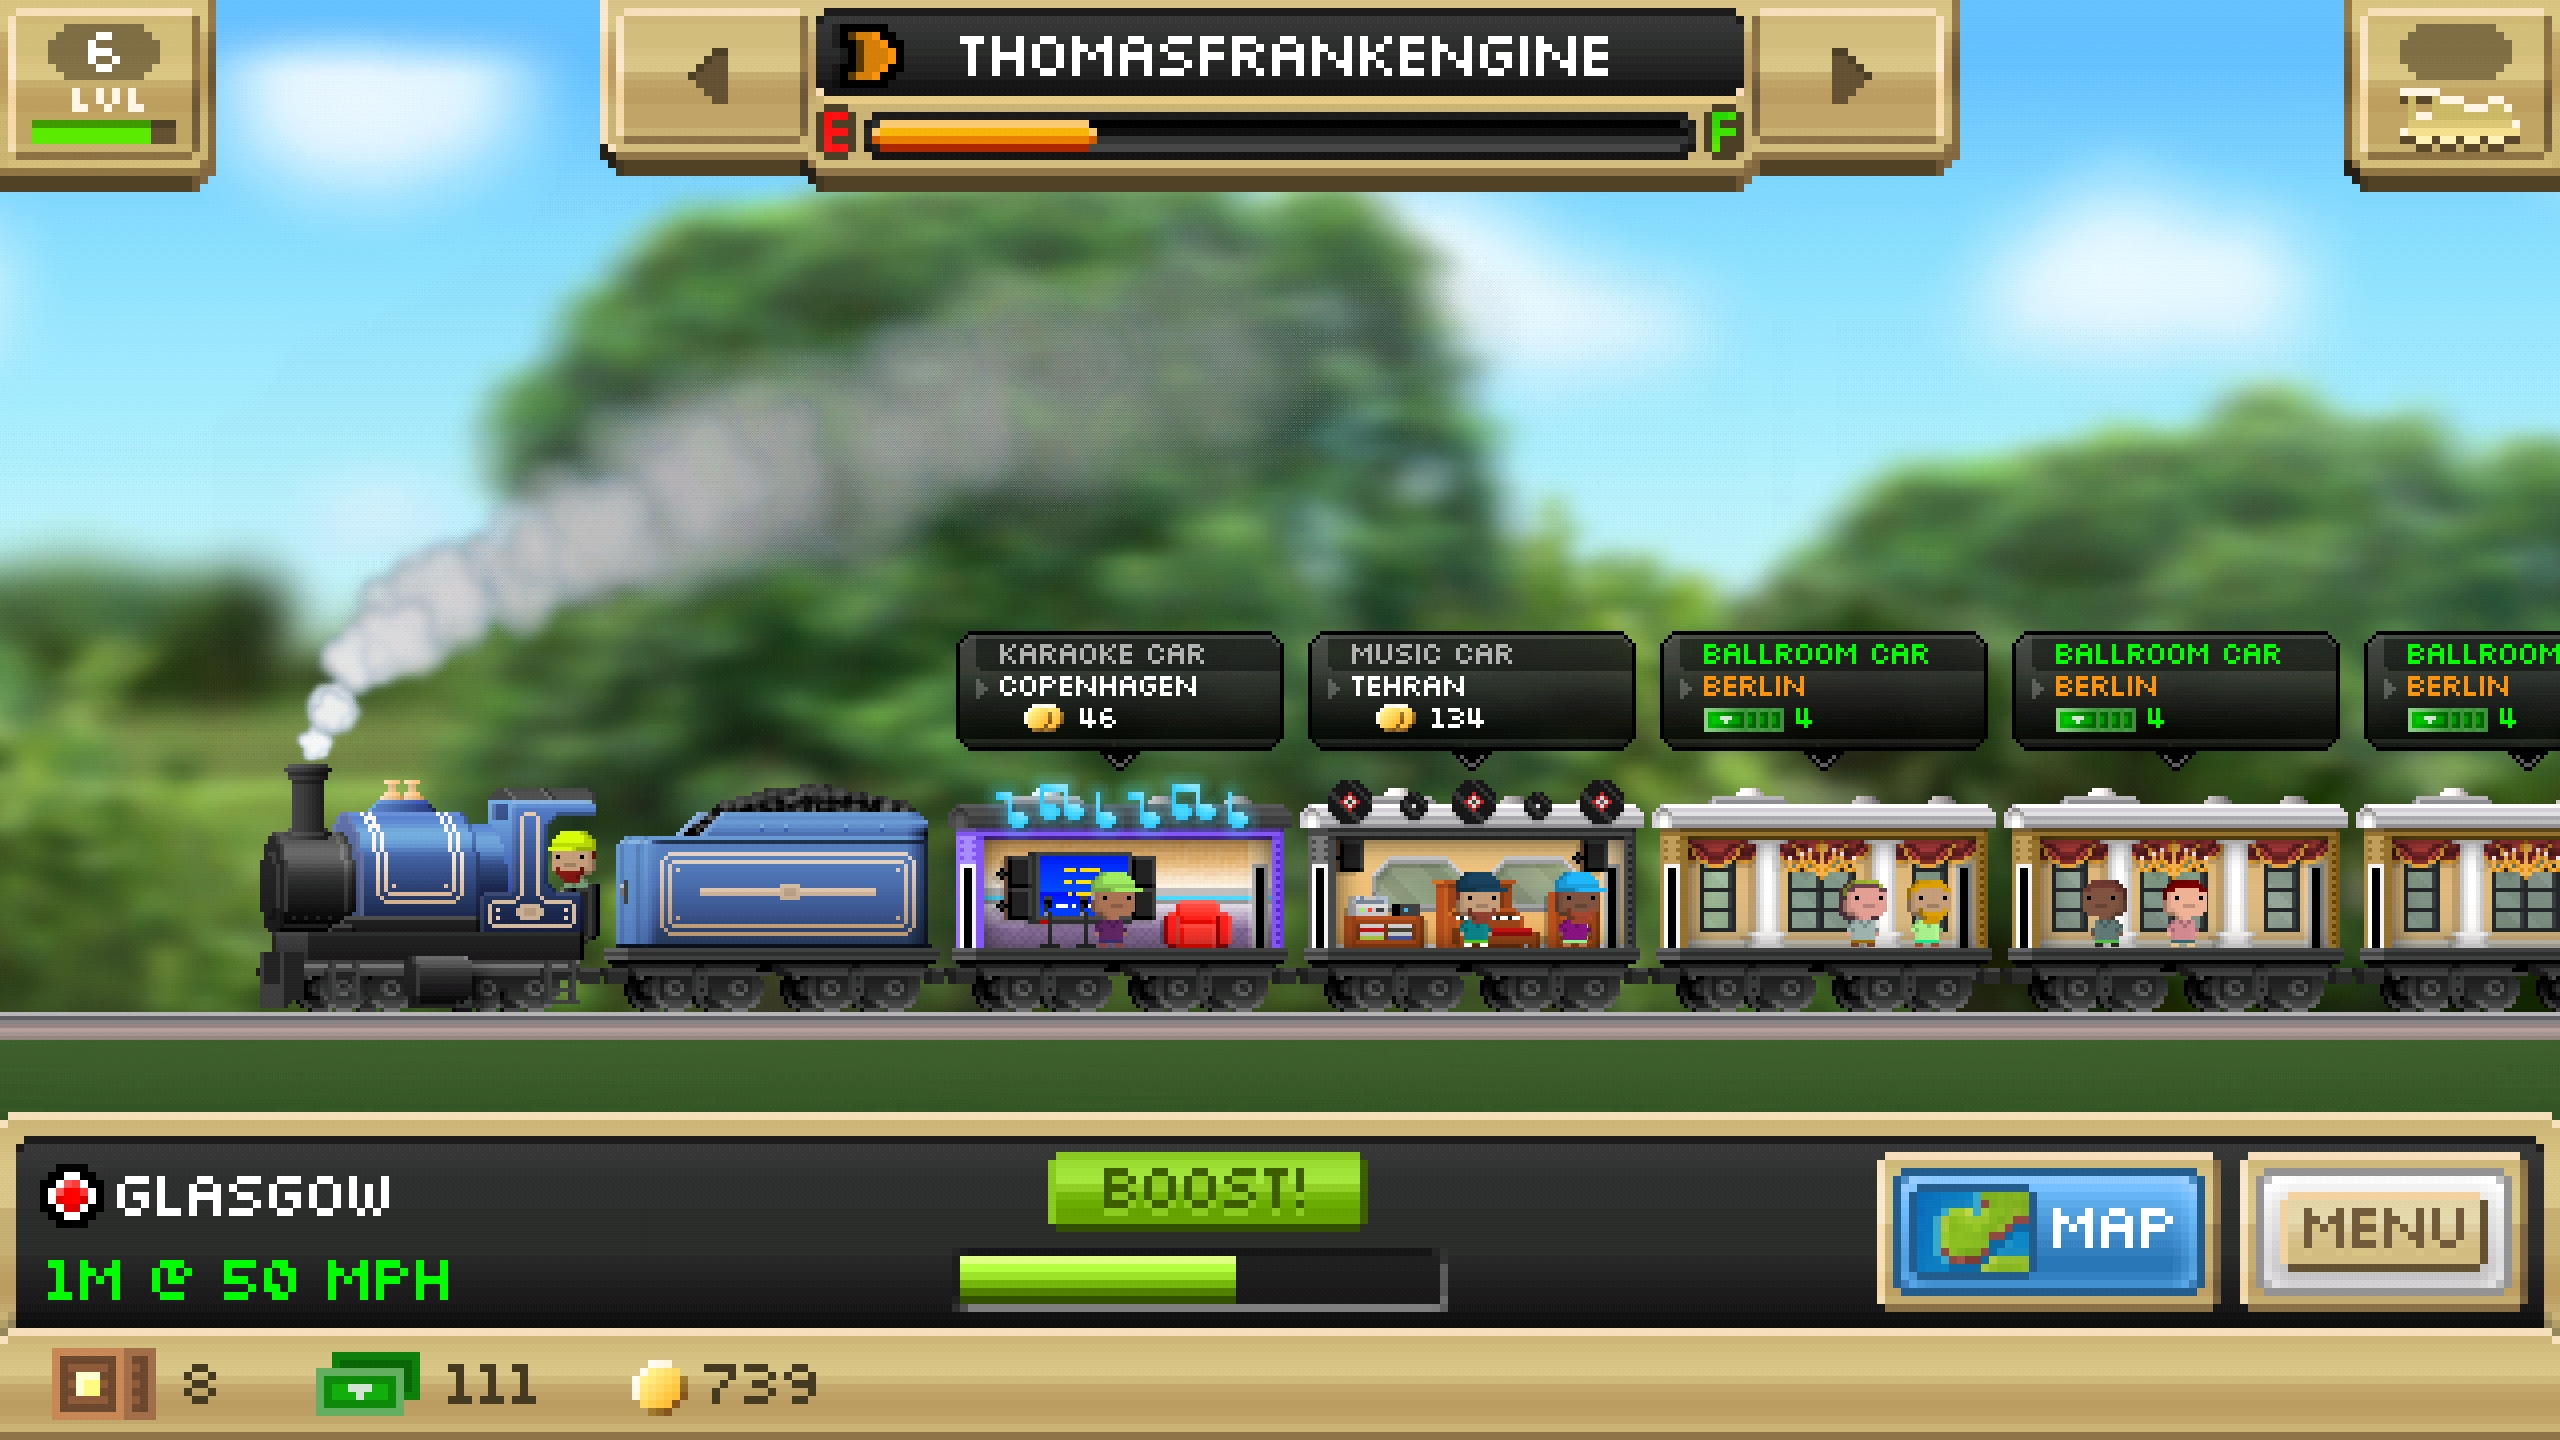 6
LVL
THOMASFRANKENGINE
E F
KARAOKE CAR
COPENHAGEN
46
MUSIC CAR
TEHRAN
134
BALLROOM CAR
BERLIN
4
BALLROOM CAR
BERLIN
4
BALLROOM
BERLIN
4
GLASGOW
1M @ 50 MPH
BOOST!
MAP
MENU
8
111
739